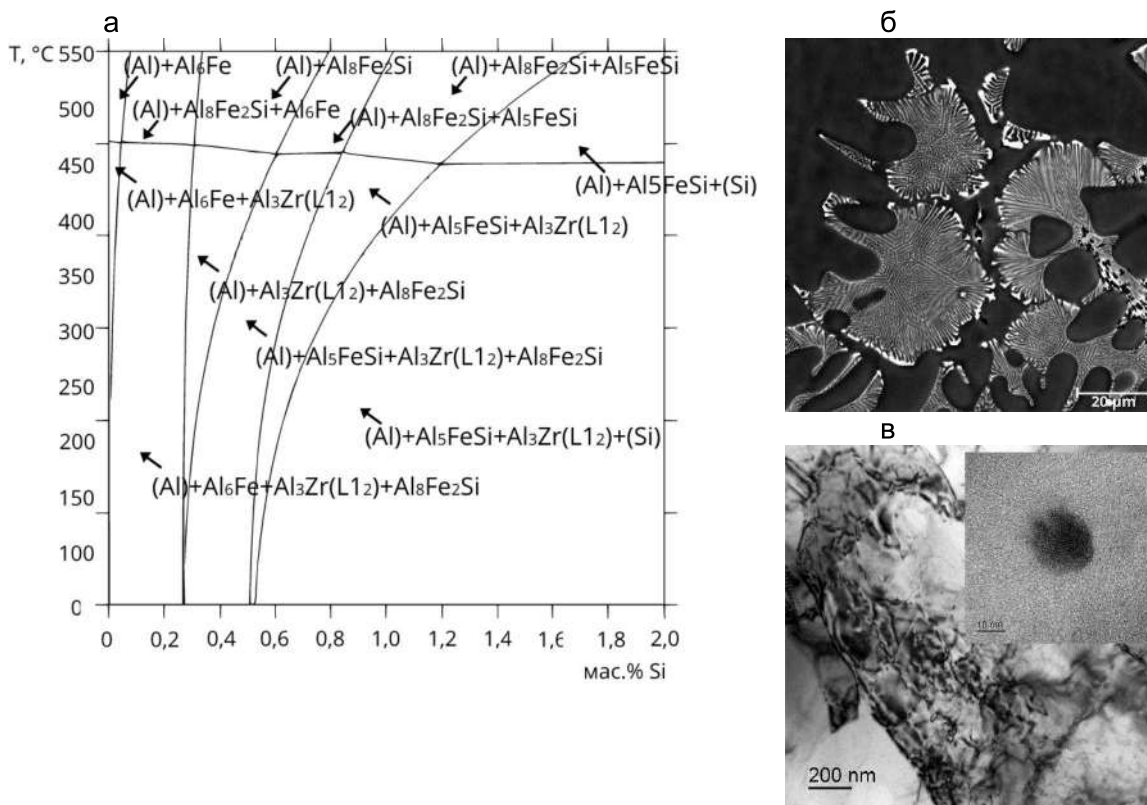 а
T, °C 550
500
450
400
350
300
250
200
150
100
0
(Al)+Al₆Fe
(Al)+Al₈Fe₂Si
(Al)+Al₈Fe₂Si+Al₅FeSi
(Al)+Al₈Fe₂Si+Al₆Fe
(Al)+Al₈Fe₂Si+Al₅FeSi
(Al)+Al5FeSi+(Si)
(Al)+Al₆Fe+Al₃Zr(L1₂)
(Al)+Al₅FeSi+Al₃Zr(L1₂)
(Al)+Al₃Zr(L1₂)+Al₈Fe₂Si
(Al)+Al₅FeSi+Al₃Zr(L1₂)+Al₈Fe₂Si
(Al)+Al₅FeSi+Al₃Zr(L1₂)+(Si)
(Al)+Al₆Fe+Al₃Zr(L1₂)+Al₈Fe₂Si
0 0,2 0,4 0,6 0,8 1,0 1,2 1,4 1,6 1,8 2,0
мас.% Si
б
20 µm
в
10 nm
200 nm